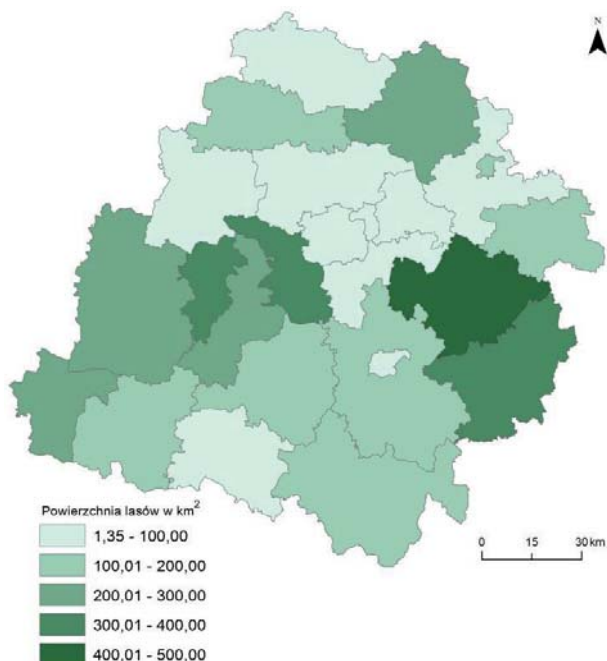 N
Powierzchnia lasów w km²
1,35 - 100,00
100,01 - 200,00
200,01 - 300,00
300,01 - 400,00
400,01 - 500,00
0 15 30 km